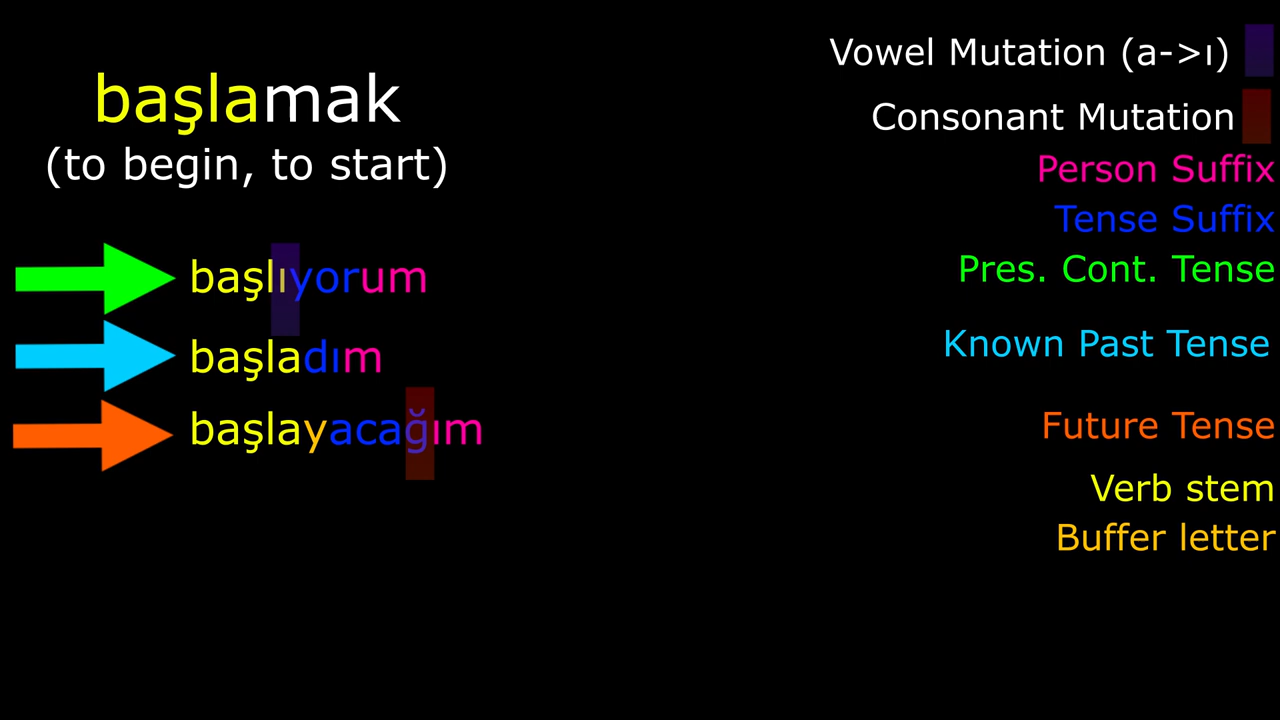 başlamak
(to begin, to start)
başlıyorum
başladım
başlayacağım
Vowel Mutation (a->ı)
Consonant Mutation
Person Suffix
Tense Suffix
Pres. Cont. Tense
Known Past Tense
Future Tense
Verb stem
Buffer letter